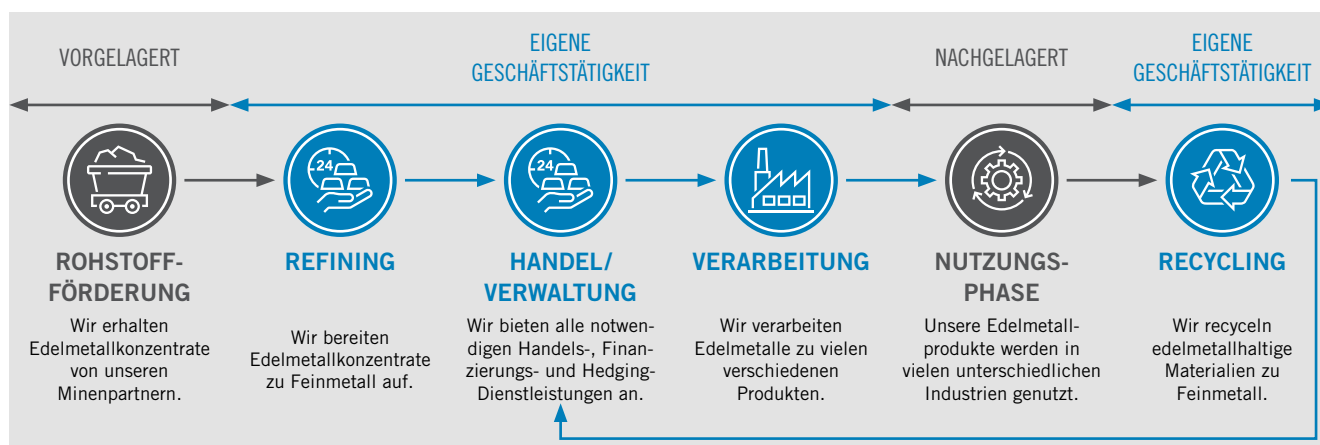 VORGELAGERT
EIGENE
GESCHÄFTSTÄTIGKEIT
NACHGELAGERT
EIGENE
GESCHÄFTSTÄTIGKEIT
24
24
ROHSTOFF-
FÖRDERUNG
Wir erhalten
Edelmetallkonzentrate
von unseren
Minenpartnern.
REFINING
Wir bereiten
Edelmetallkonzentrate
zu Feinmetall auf.
HANDEL/
VERWALTUNG
Wir bieten alle notwen-
digen Handels-, Finan-
zierungs- und Hedging-
Dienstleistungen an.
VERARBEITUNG
Wir verarbeiten
Edelmetalle zu vielen
verschiedenen
Produkten.
NUTZUNGS-
PHASE
Unsere Edelmetall-
produkte werden in
vielen unterschiedlichen
Industrien genutzt.
RECYCLING
Wir recyceln
edelmetallhaltige
Materialien zu
Feinmetall.